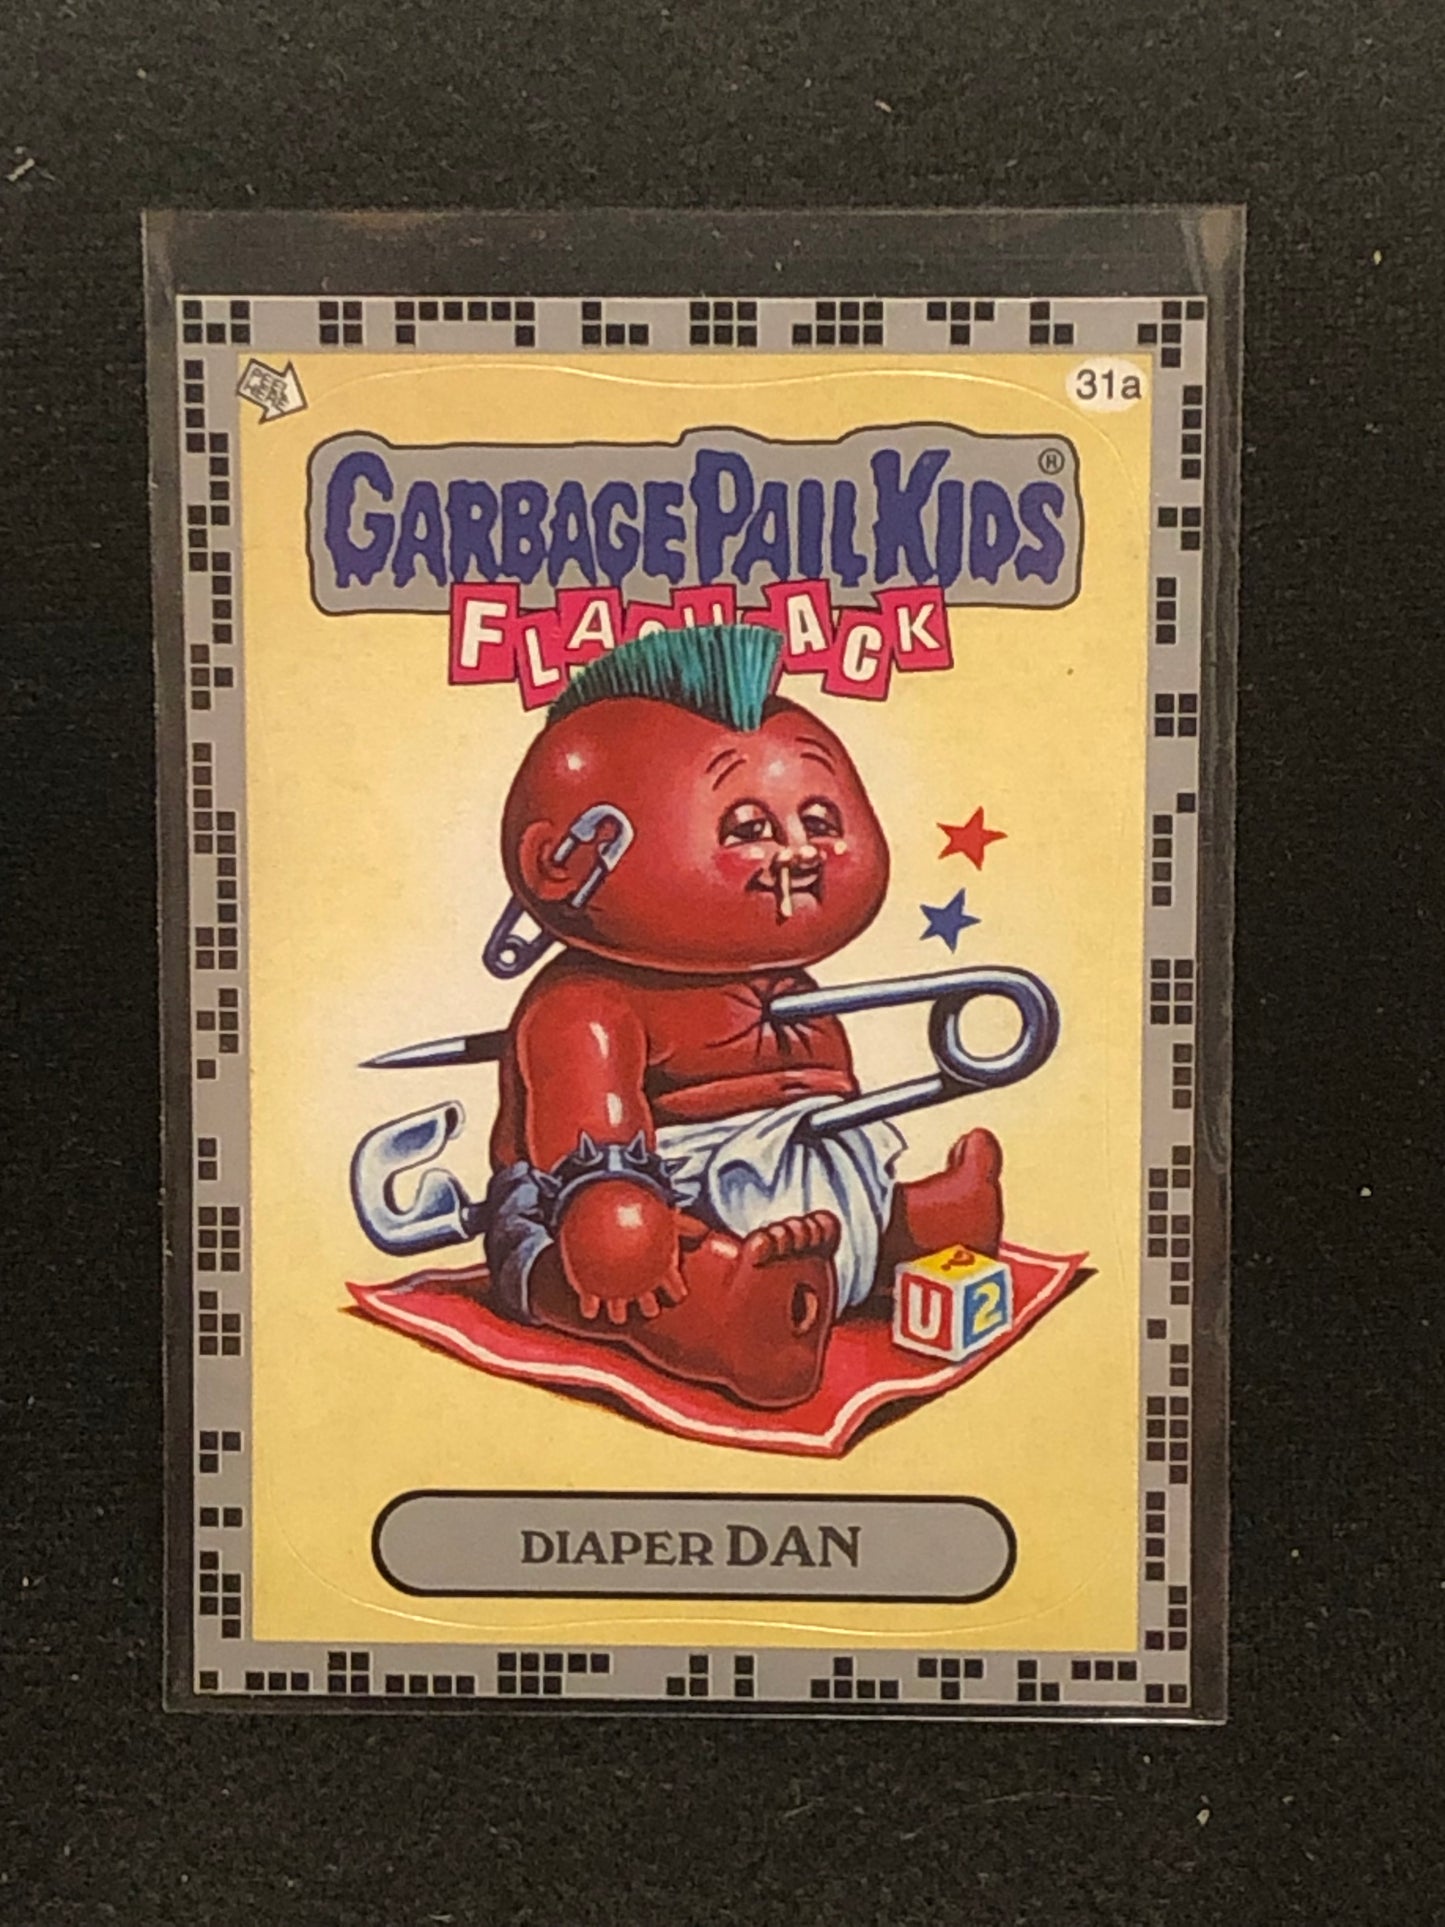 PEEL
HERE
31a
GARBAGE PAIL KIDS ®
FLASHBACK
U 2
?
DIAPER DAN